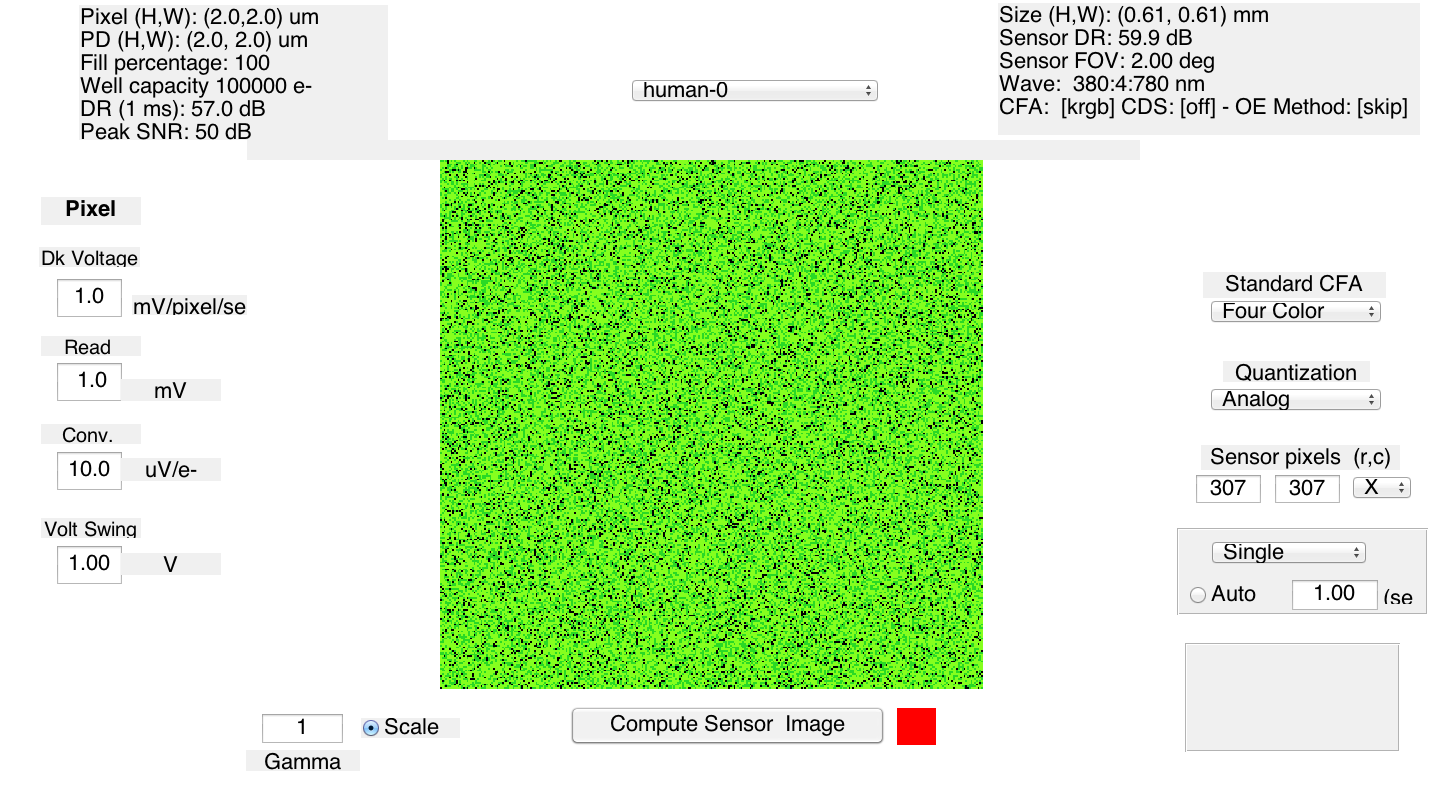 Pixel (H,W): (2.0,2.0) um
PD (H,W): (2.0, 2.0) um
Fill percentage: 100
Well capacity 100000 e-
DR (1 ms): 57.0 dB
Peak SNR: 50 dB
human-0
Size (H,W): (0.61, 0.61) mm
Sensor DR: 59.9 dB
Sensor FOV: 2.00 deg
Wave:  380:4:780 nm
CFA:  [krgb] CDS: [off] - OE Method: [skip]
Pixel
Dk Voltage
1.0 mV/pixel/se
Read
1.0 mV
Conv.
10.0 uV/e-
Volt Swing
1.00 V
Standard CFA
Four Color
Quantization
Analog
Sensor pixels  (r,c)
307 307 X
Single
Auto 1.00 (se
1 Scale
Gamma
Compute Sensor  Image